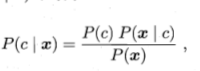 P(c | x) = P(c) P(x | c) / P(x) ,